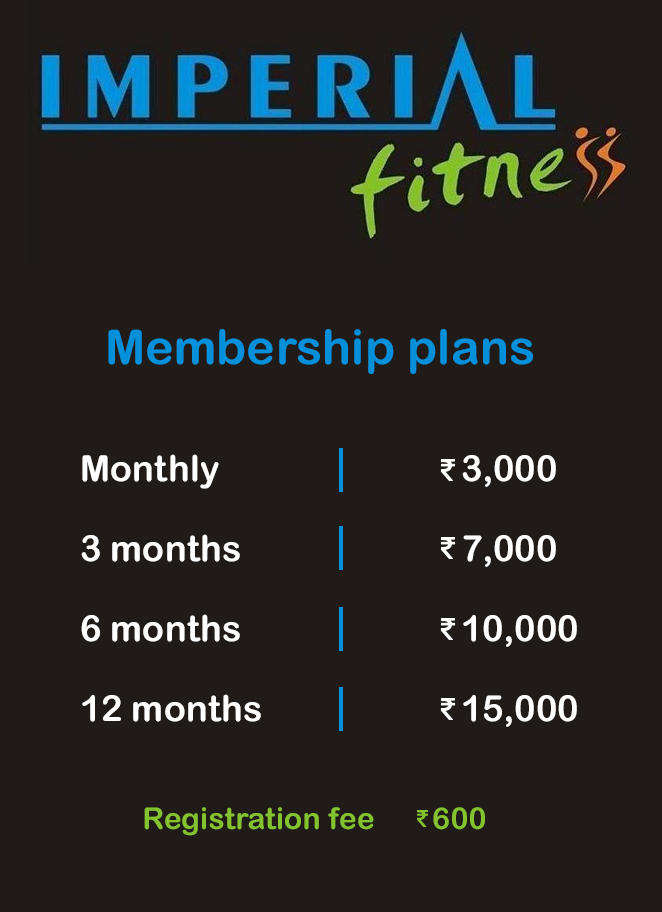 IMPERIAL
fitness
Membership plans
Monthly | ₹3,000
3 months | ₹7,000
6 months | ₹10,000
12 months | ₹15,000
Registration fee ₹600